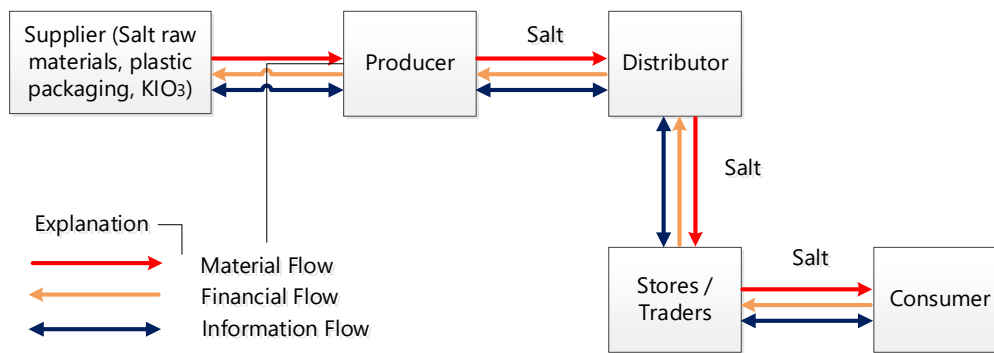 Supplier (Salt raw
materials, plastic
packaging, KIO3)
Producer
Salt
Distributor
Salt
Stores /
Traders
Salt
Consumer
Explanation
Material Flow
Financial Flow
Information Flow